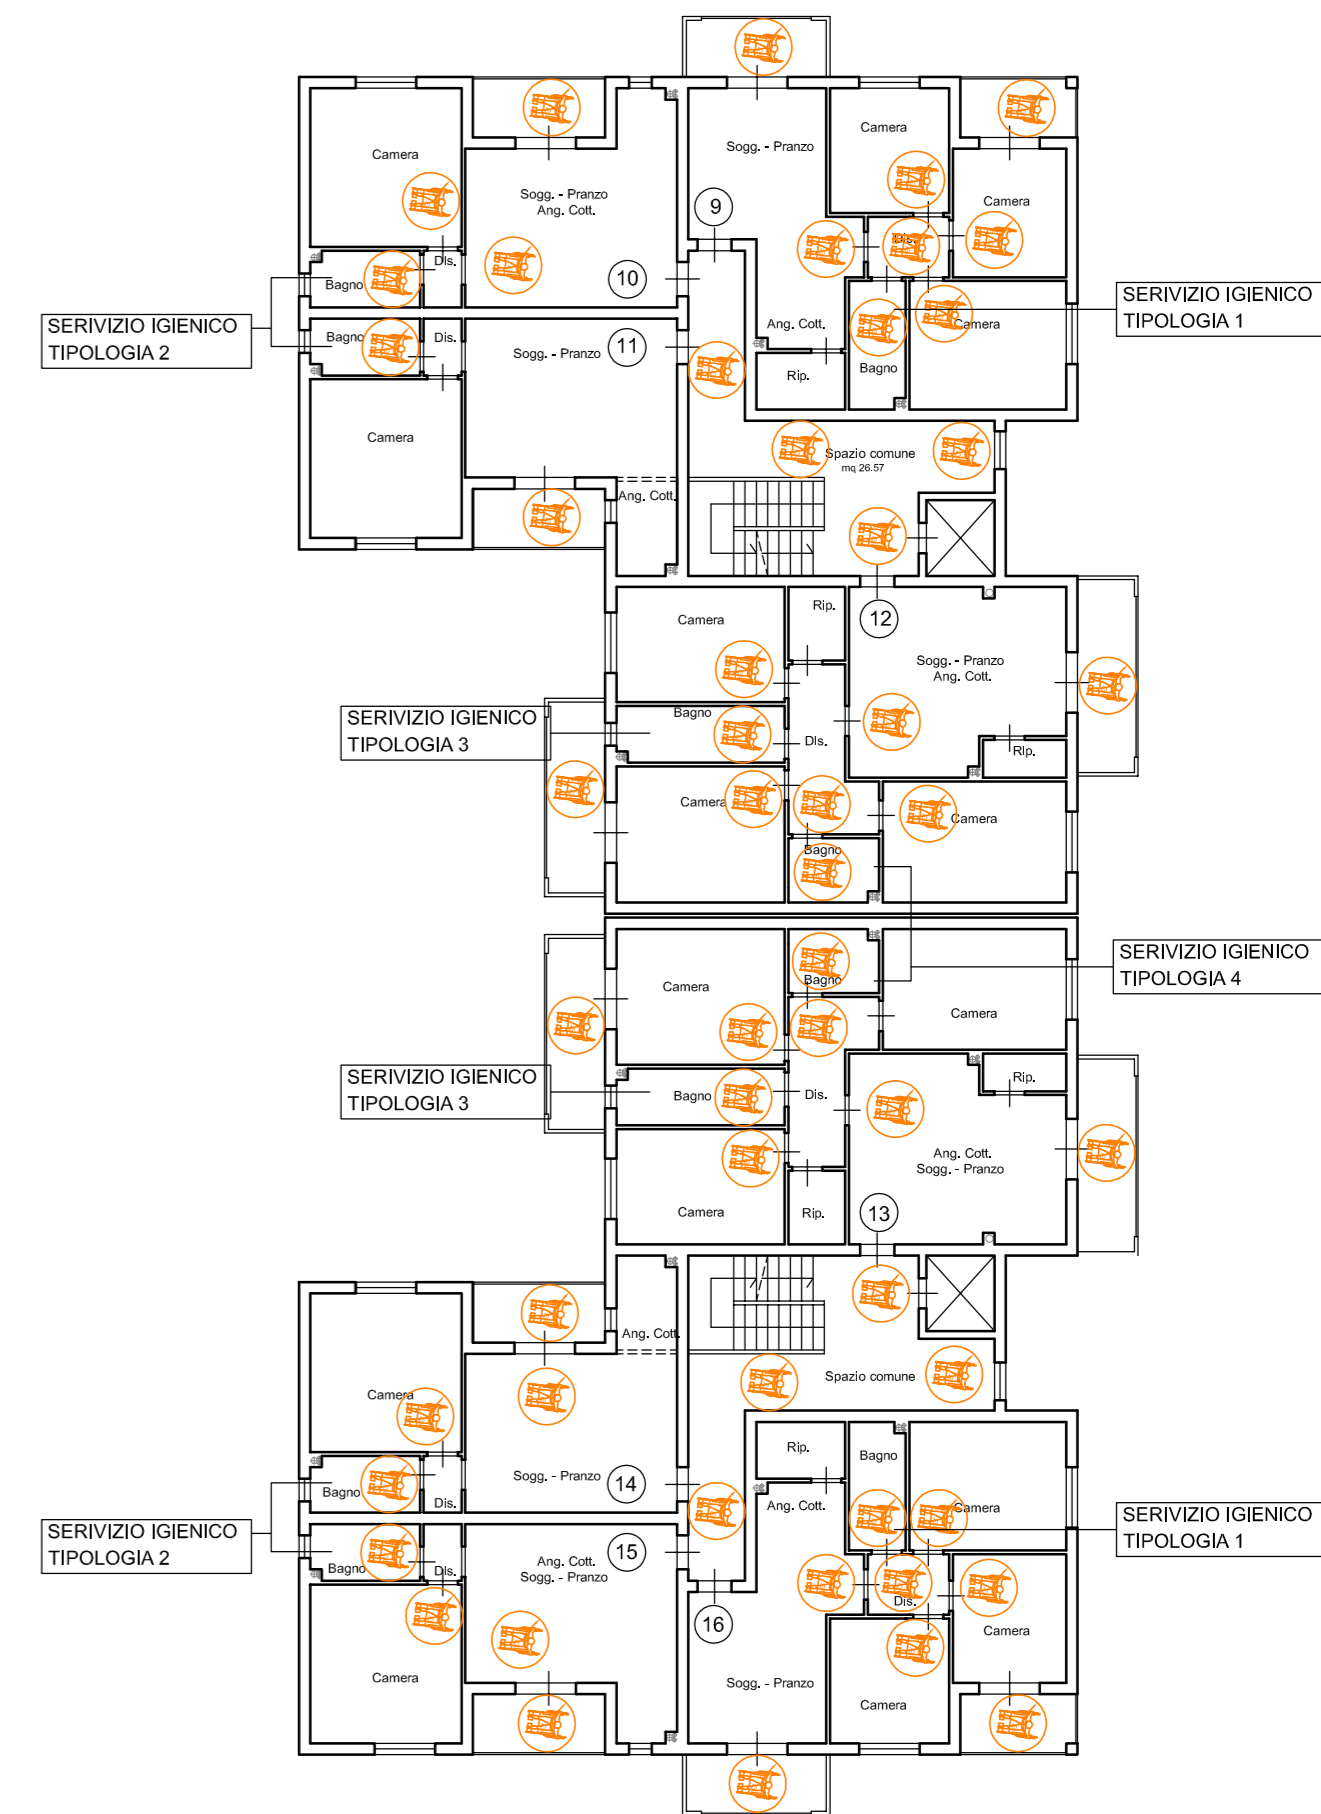 Camera
Sogg. - Pranzo
Ang. Cott.
Sogg. - Pranzo
Camera
Camera
9
Dis.
Bagno
Dis.
10
SERIVIZIO IGIENICO
TIPOLOGIA 1
Camera
Ang. Cott.
Rip.
Bagno
SERIVIZIO IGIENICO
TIPOLOGIA 2
Bagno
Dis.
Sogg. - Pranzo
11
Camera
Spazio comune
mq 26.57
Ang. Cott.
Camera
Rip.
12
Sogg. - Pranzo
Ang. Cott.
SERIVIZIO IGIENICO
TIPOLOGIA 3
Bagno
DIs.
Rip.
Camera
Camera
Bagno
SERIVIZIO IGIENICO
TIPOLOGIA 4
Camera
Bagno
Camera
SERIVIZIO IGIENICO
TIPOLOGIA 3
Bagno
Dis.
Rip.
Ang. Cott.
Sogg. - Pranzo
Camera
Rip.
13
Ang. Cott.
Spazio comune
Camera
Sogg. - Pranzo
14
Bagno
Dis.
Rip.
Bagno
Ang. Cott.
Camera
SERIVIZIO IGIENICO
TIPOLOGIA 1
SERIVIZIO IGIENICO
TIPOLOGIA 2
Bagno
DIs.
Ang. Cott.
Sogg. - Pranzo
15
16
Dis.
Camera
Camera
Sogg. - Pranzo
Camera